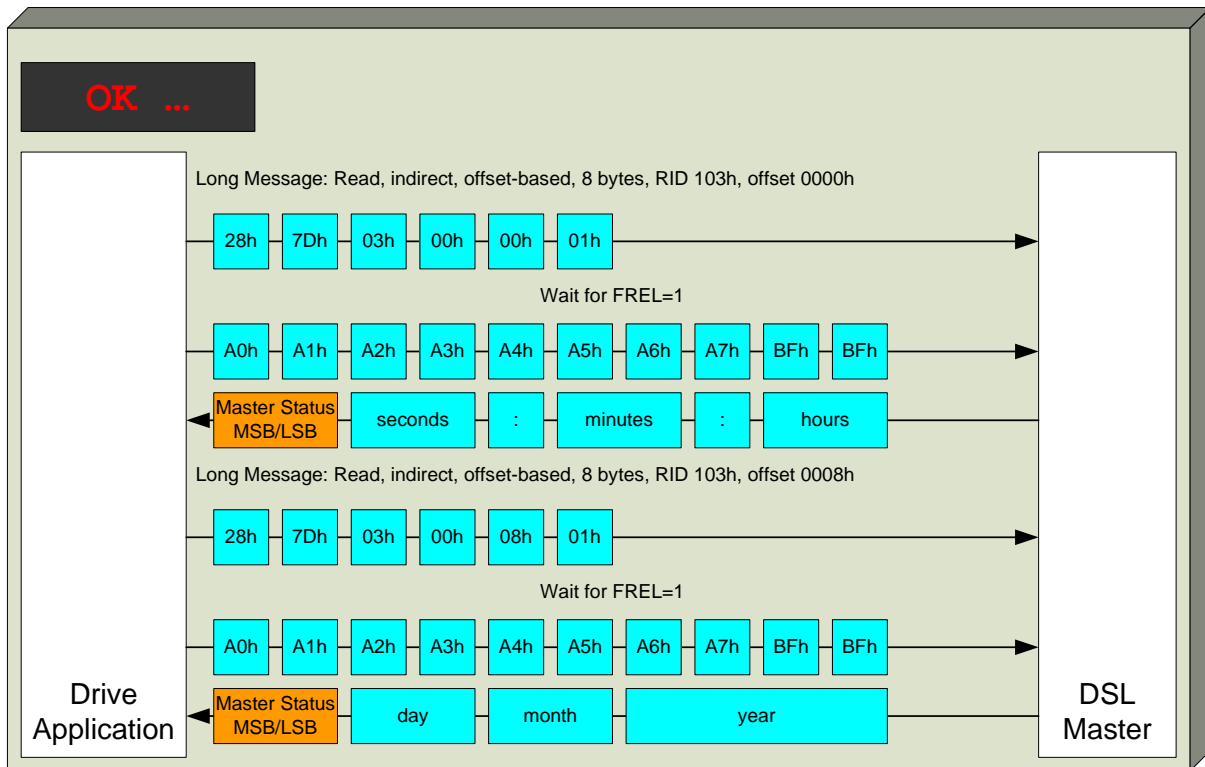 OK ...
Long Message: Read, indirect, offset-based, 8 bytes, RID 103h, offset 0000h
28h 7Dh 03h 00h 00h 01h
Wait for FREL=1
A0h A1h A2h A3h A4h A5h A6h A7h BFh BFh
Master Status
MSB/LSB
seconds : minutes : hours
Long Message: Read, indirect, offset-based, 8 bytes, RID 103h, offset 0008h
28h 7Dh 03h 00h 08h 01h
Wait for FREL=1
A0h A1h A2h A3h A4h A5h A6h A7h BFh BFh
Master Status
MSB/LSB
day month year
Drive
Application
DSL
Master